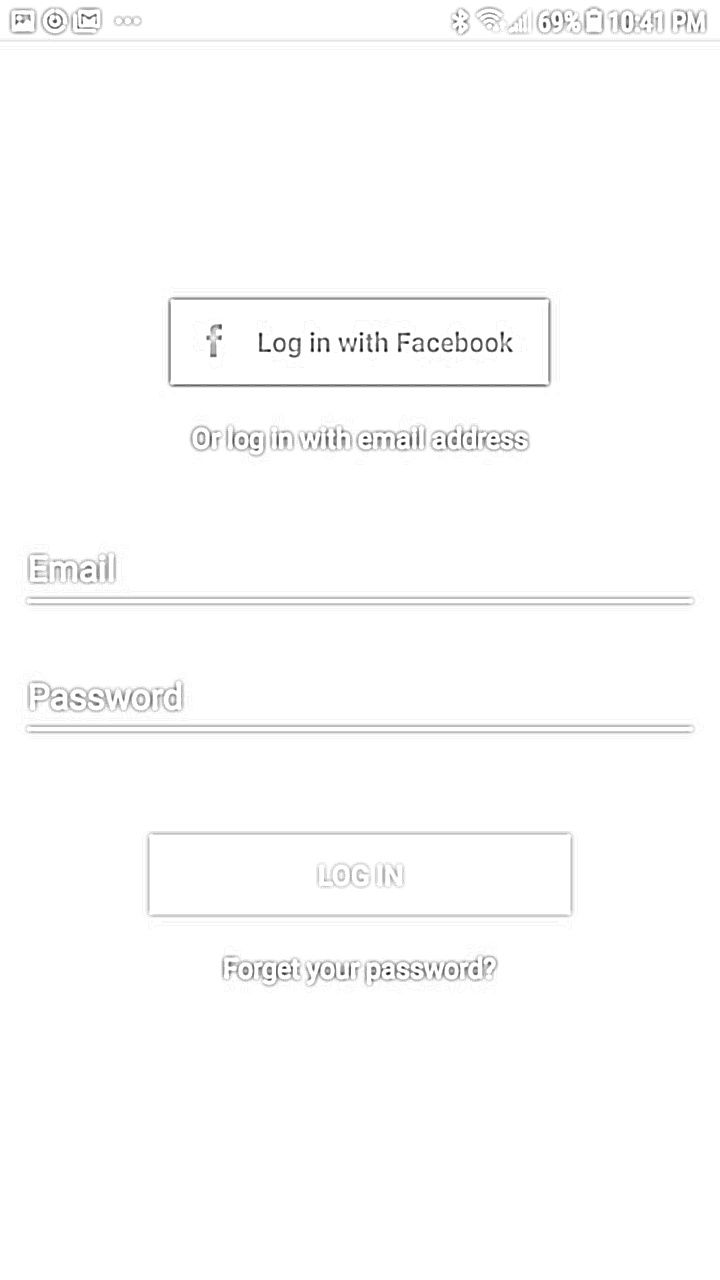 69% 10:41 PM
f Log in with Facebook
Or log in with email address
Email
Password
LOG IN
Forget your password?